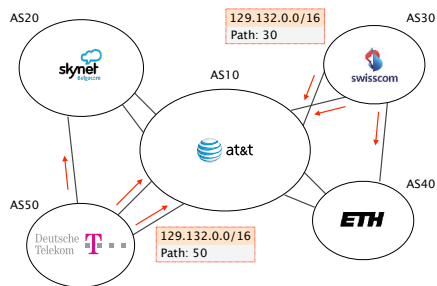 129.132.0.0/16
Path: 30
AS30
AS20
skynet
Belgacom
swisscom
AS10
at&t
AS40
ETH
AS50
Deutsche
Telekom
T
129.132.0.0/16
Path: 50